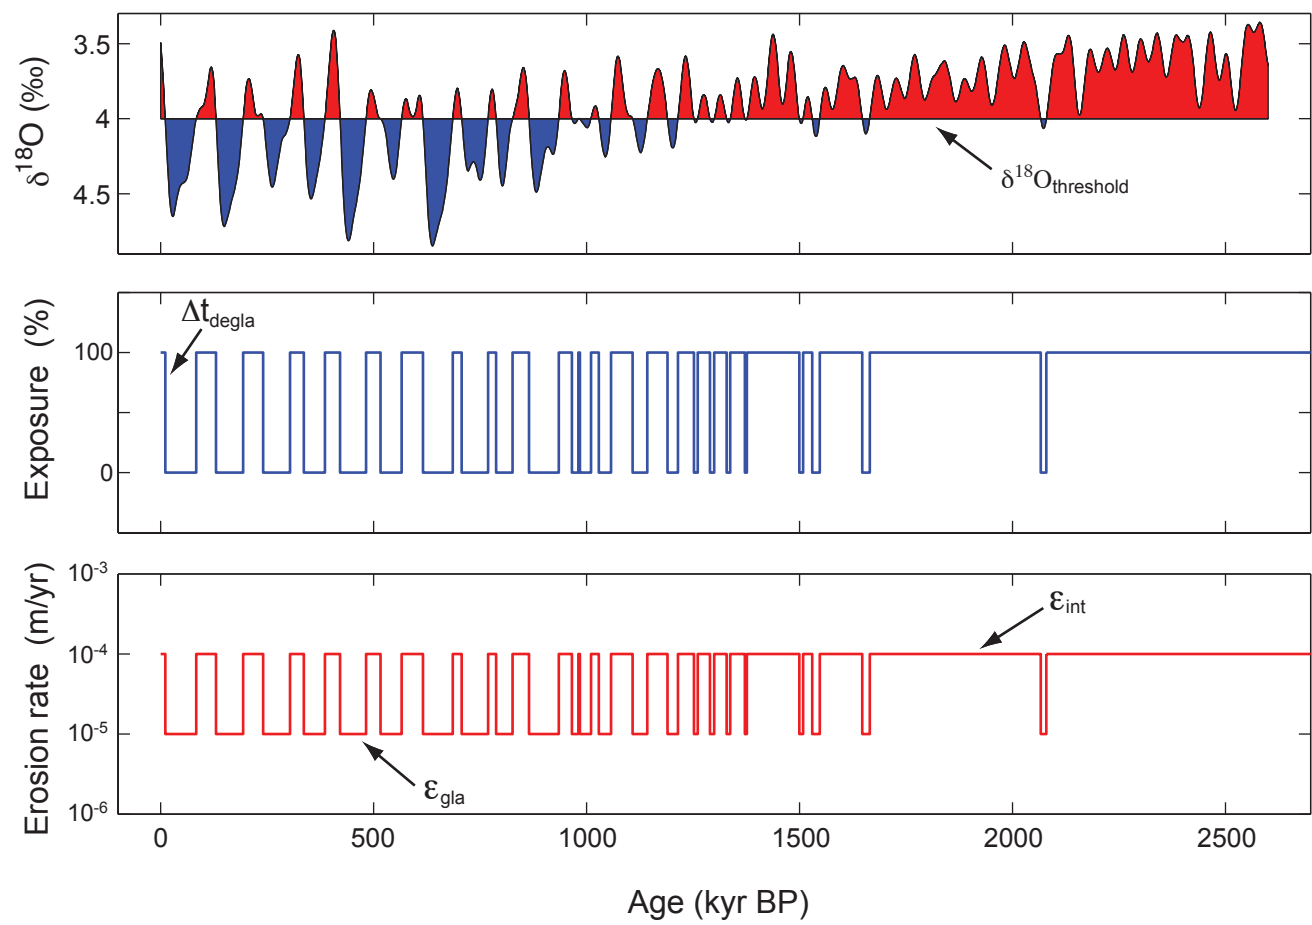 δ¹⁸O (‰)
3.5
4
4.5
δ¹⁸Othreshold
Exposure (%)
100
0
Δtdegla
Erosion rate (m/yr)
10⁻³
10⁻⁴
10⁻⁵
10⁻⁶
εint
εgla
0 500 1000 1500 2000 2500
Age (kyr BP)